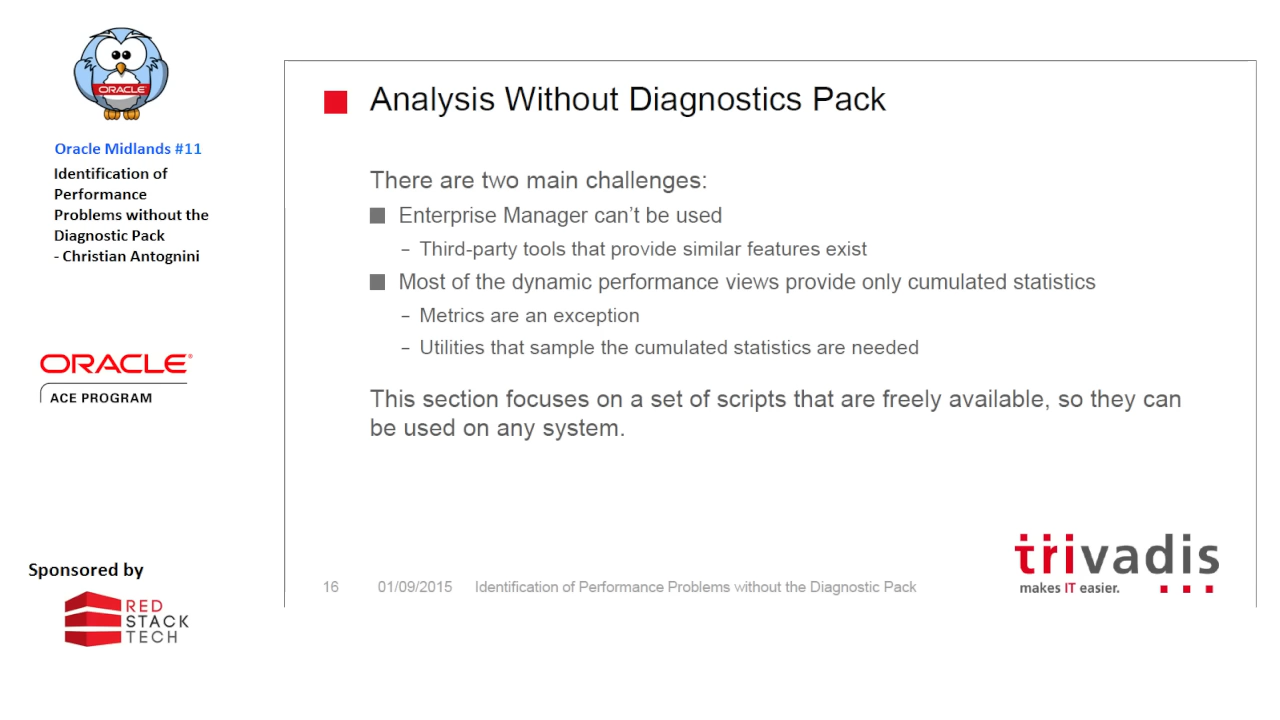 ORACLE
Oracle Midlands #11
Identification of
Performance
Problems without the
Diagnostic Pack
- Christian Antognini
ORACLE®
ACE PROGRAM
Sponsored by
RED
STACK
TECH
Analysis Without Diagnostics Pack
There are two main challenges:
Enterprise Manager can't be used
– Third-party tools that provide similar features exist
Most of the dynamic performance views provide only cumulated statistics
– Metrics are an exception
– Utilities that sample the cumulated statistics are needed
This section focuses on a set of scripts that are freely available, so they can
be used on any system.
trivadis
makes IT easier.
16 01/09/2015 Identification of Performance Problems without the Diagnostic Pack